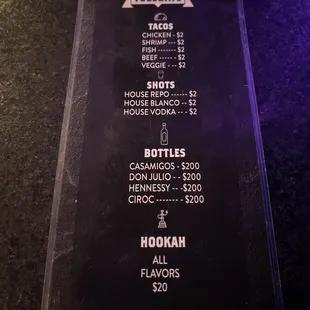 TACOS
CHICKEN - $2
SHRIMP --- $2
FISH ------- $2
BEEF ----- $2
VEGGIE -- $2
SHOTS
HOUSE REPO ------ $2
HOUSE BLANCO -- $2
HOUSE VODKA -- - $2
BOTTLES
CASAMIGOS - $200
DON JULIO - - $200
HENNESSY -- -$200
CIROC ------- - $200
HOOKAH
ALL
FLAVORS
$20